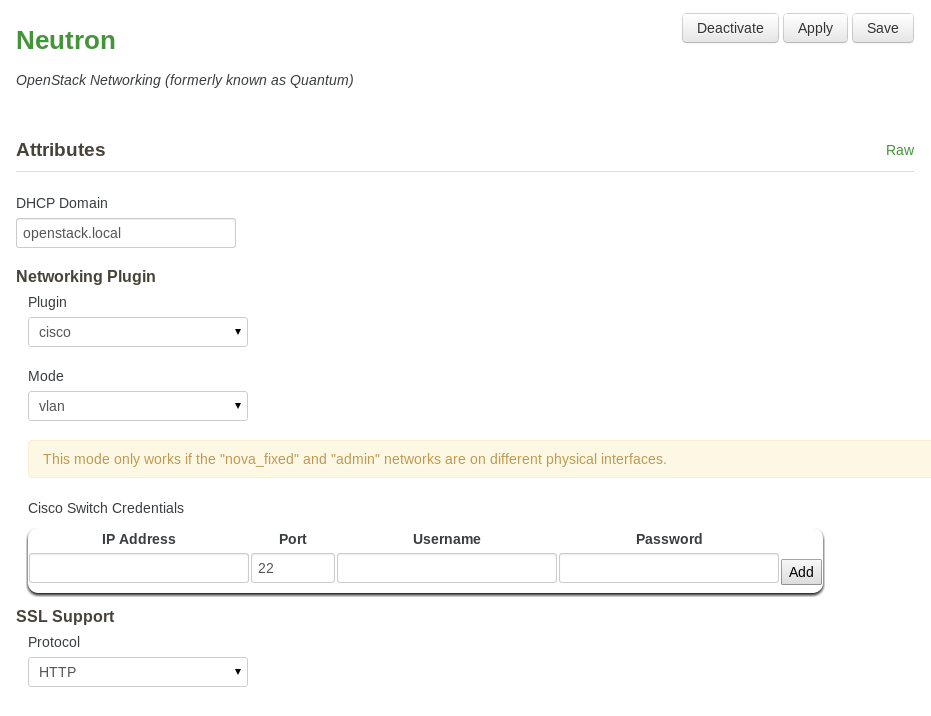 Neutron
Deactivate Apply Save
OpenStack Networking (formerly known as Quantum)
Attributes
Raw
DHCP Domain
openstack.local
Networking Plugin
Plugin
cisco
Mode
vlan
This mode only works if the "nova_fixed" and "admin" networks are on different physical interfaces.
Cisco Switch Credentials
IP Address Port Username Password
22 Add
SSL Support
Protocol
HTTP